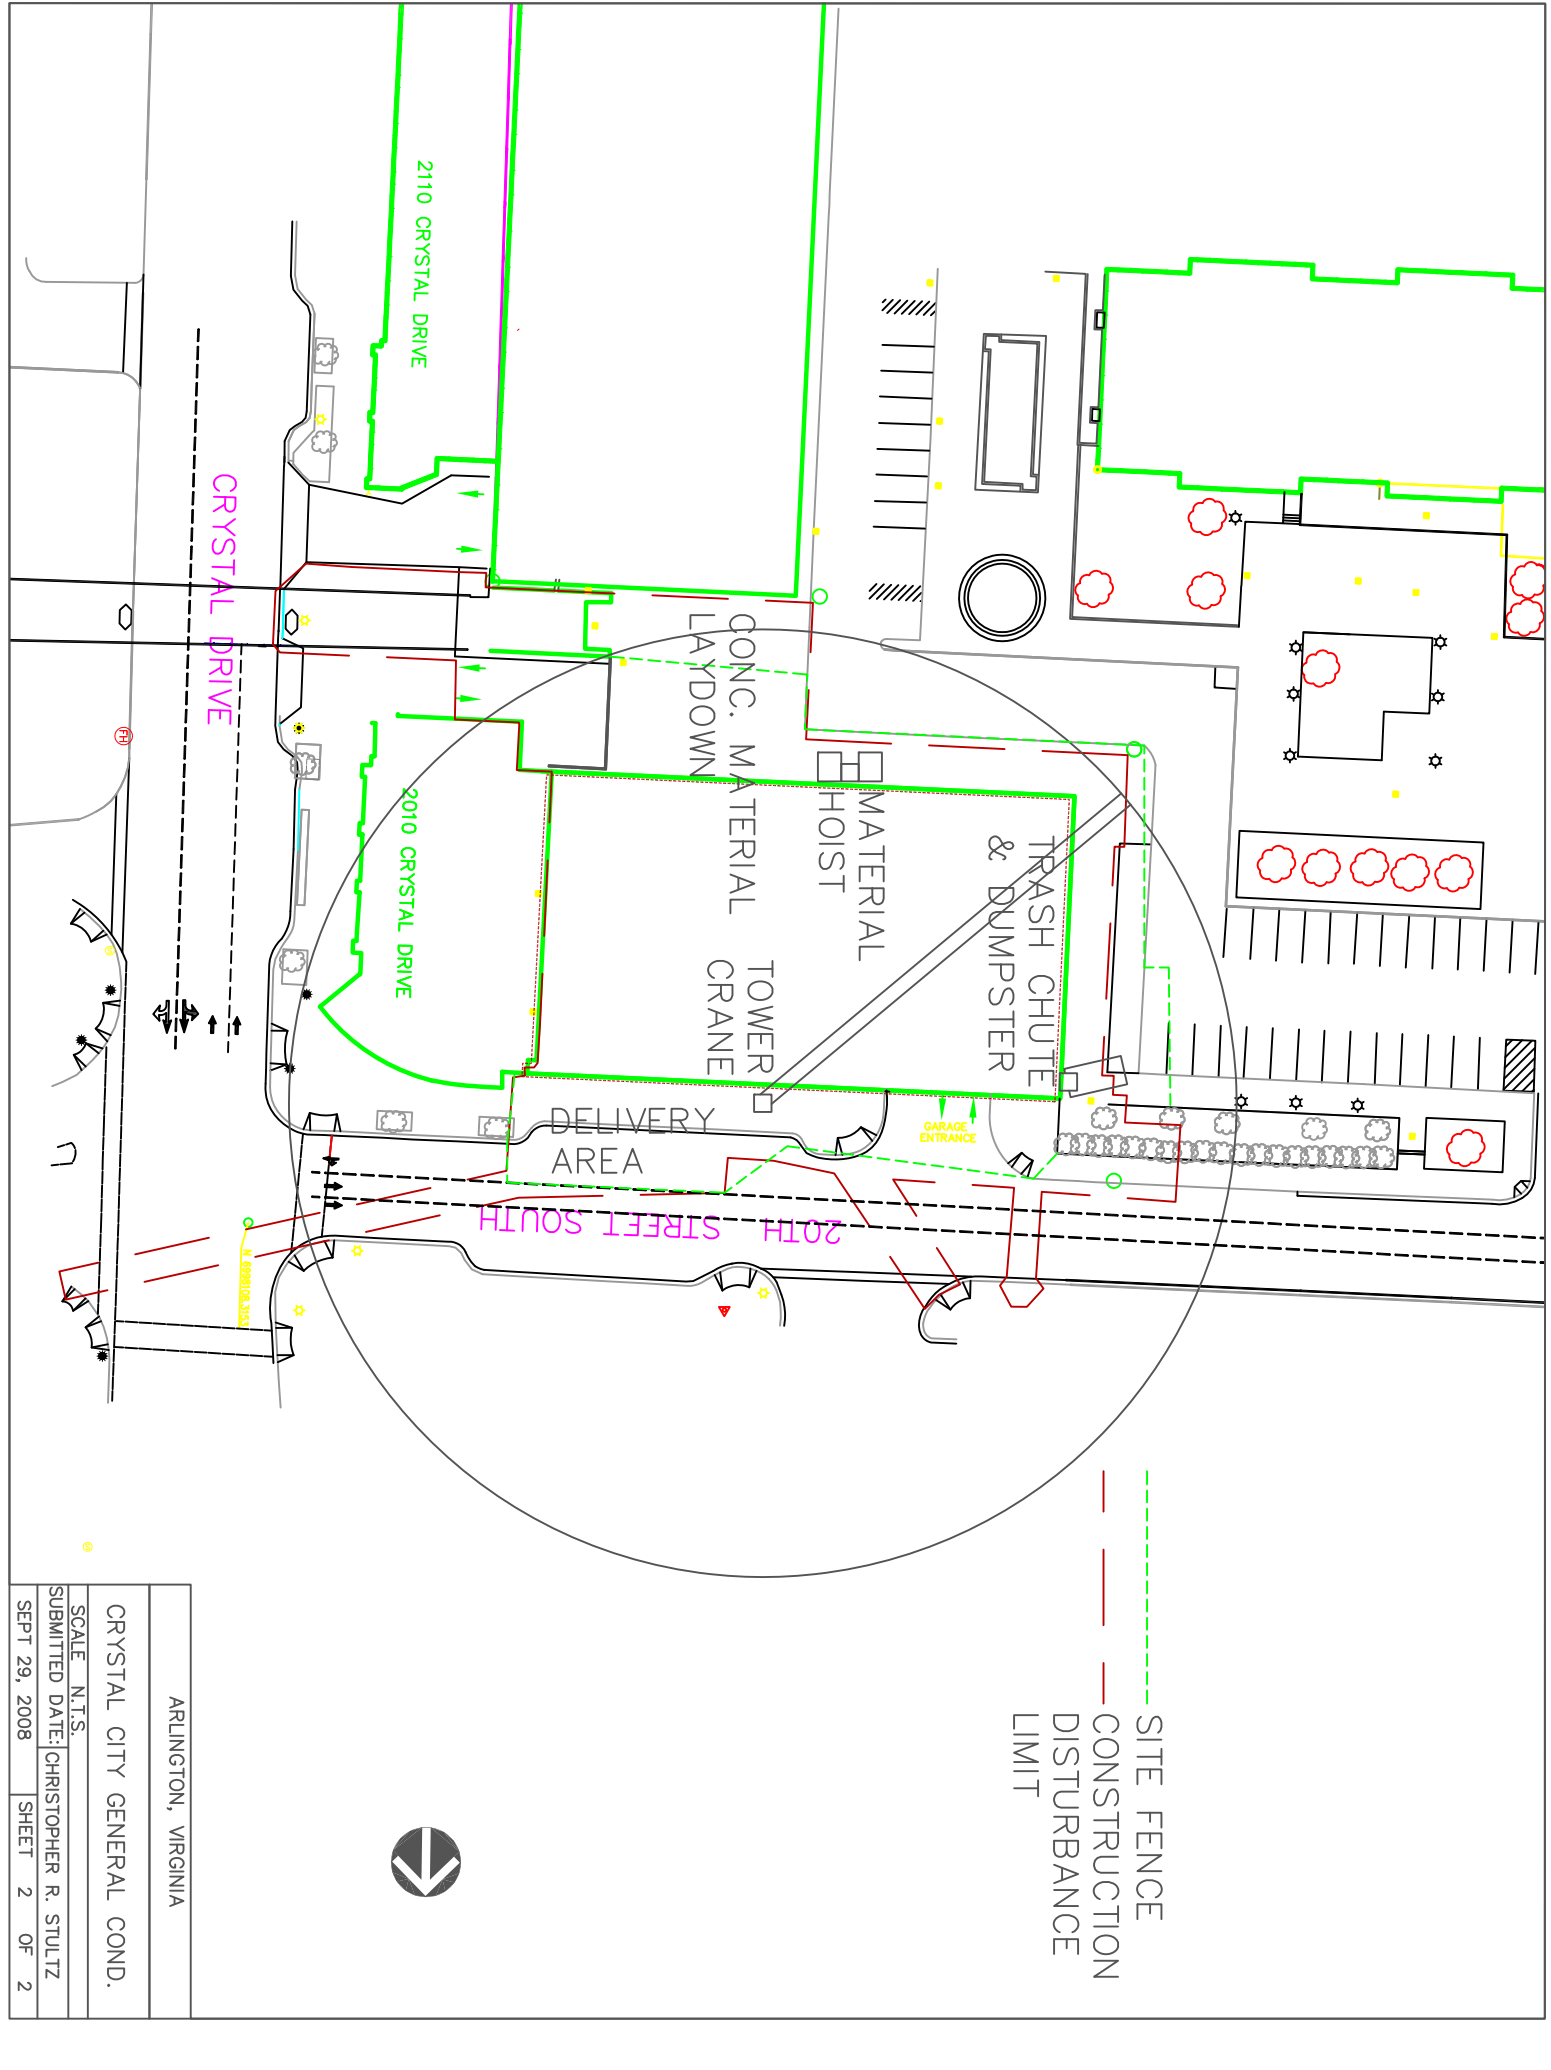 2110 CRYSTAL DRIVE
CRYSTAL DRIVE
CONC. MATERIAL
LAYDOWN
MATERIAL
HOIST
TRASH CHUTE
& DUMPSTER
2010 CRYSTAL DRIVE
TOWER
CRANE
FH
DELIVERY
AREA
GARAGE
ENTRANCE
20TH STREET SOUTH
SITE FENCE
CONSTRUCTION
DISTURBANCE
LIMIT
ARLINGTON, VIRGINIA
CRYSTAL CITY GENERAL COND.
SCALE N.T.S.
SUBMITTED DATE: CHRISTOPHER R. STULTZ
SEPT 29, 2008 SHEET 2 OF 2